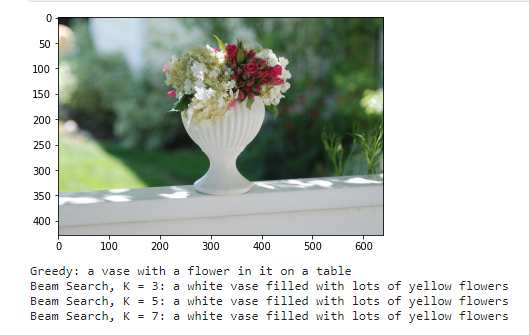 0
50
100
150
200
250
300
350
400
0 100 200 300 400 500 600
Greedy: a vase with a flower in it on a table
Beam Search, K = 3: a white vase filled with lots of yellow flowers
Beam Search, K = 5: a white vase filled with lots of yellow flowers
Beam Search, K = 7: a white vase filled with lots of yellow flowers